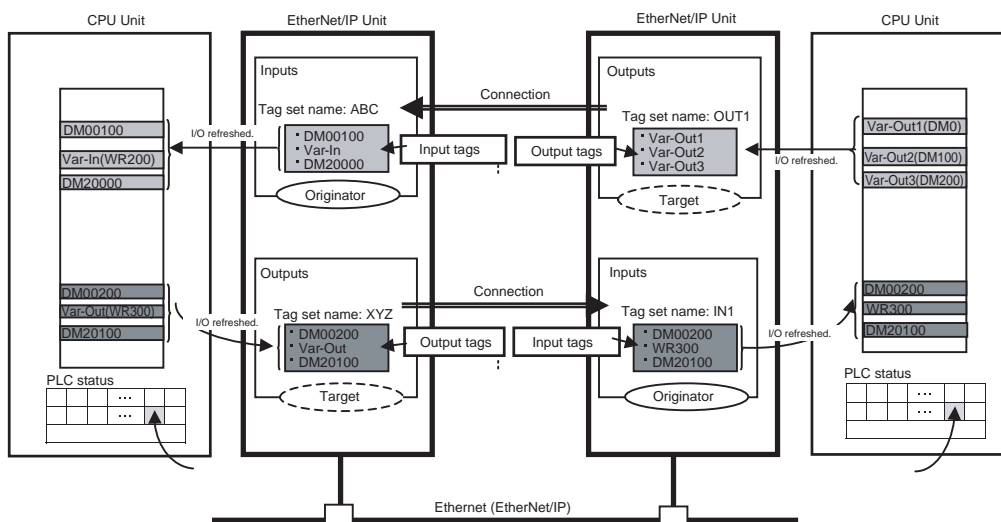 CPU Unit
EtherNet/IP Unit
EtherNet/IP Unit
CPU Unit
Inputs
Tag set name: ABC
・DM00100
・Var-In
・DM20000
Originator
Connection
Input tags
Output tags
Outputs
Tag set name: OUT1
・Var-Out1
・Var-Out2
・Var-Out3
Target
DM00100
Var-In(WR200)
DM20000
I/O refreshed.
I/O refreshed.
Var-Out1(DM0)
Var-Out2(DM100)
Var-Out3(DM200)
DM00200
Var-Out(WR300)
DM20100
I/O refreshed.
Outputs
Tag set name: XYZ
・DM00200
・Var-Out
・DM20100
Target
Connection
Output tags
Input tags
Inputs
Tag set name: IN1
・DM00200
・WR300
・DM20100
Originator
I/O refreshed.
DM00200
WR300
DM20100
PLC status
...
...
PLC status
...
...
Ethernet (EtherNet/IP)